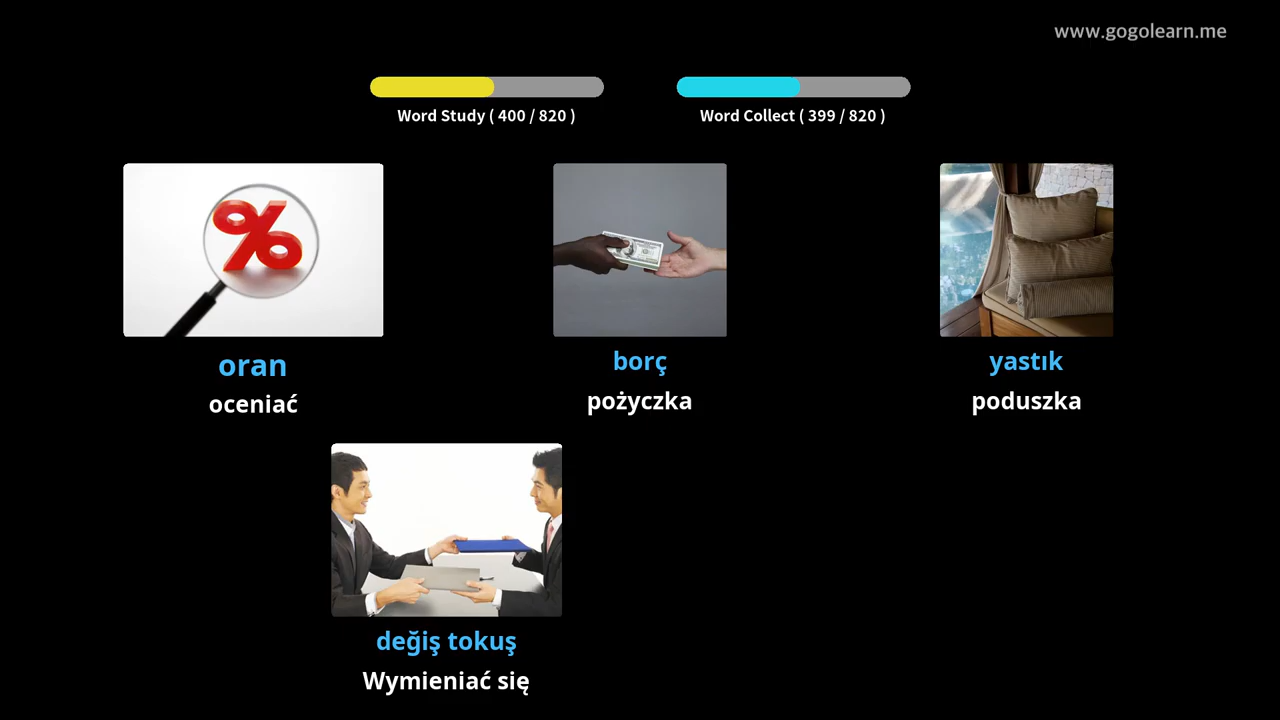 www.gogolearn.me
Word Study ( 400 / 820 )
Word Collect ( 399 / 820 )
oran
oceniać
borç
pożyczka
yastık
poduszka
değiş tokuş
Wymieniać się